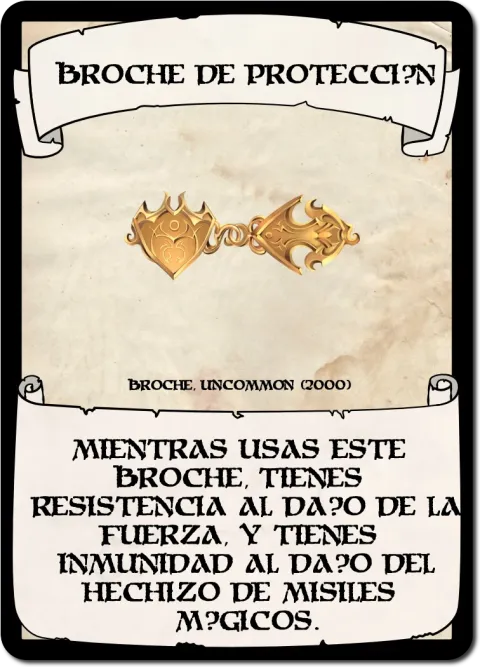 BROCHE DE PROTECCI?N
BROCHE, UNCOMMON (2000)
MIENTRAS USAS ESTE
BROCHE, TIENES
RESISTENCIA AL DA?O DE LA
FUERZA, Y TIENES
INMUNIDAD AL DA?O DEL
HECHIZO DE MISILES
M?GICOS.